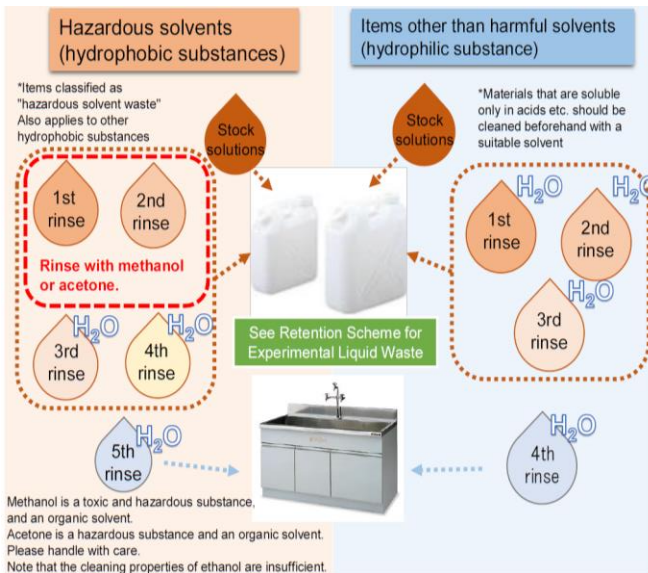 Hazardous solvents
(hydrophobic substances)
Items other than harmful solvents
(hydrophilic substance)
*Items classified as
"hazardous solvent waste"
Also applies to other
hydrophobic substances
Stock
solutions
Stock
solutions
*Materials that are soluble
only in acids etc. should be
cleaned beforehand with a
suitable solvent
1st
rinse
2nd
rinse
Rinse with methanol
or acetone.
H₂O
3rd
rinse
H₂O
4th
rinse
See Retention Scheme for
Experimental Liquid Waste
H₂O
1st
rinse
H₂O
2nd
rinse
H₂O
3rd
rinse
H₂O
5th
rinse
H₂O
4th
rinse
Methanol is a toxic and hazardous substance,
and an organic solvent.
Acetone is a hazardous substance and an organic solvent.
Please handle with care.
Note that the cleaning properties of ethanol are insufficient.